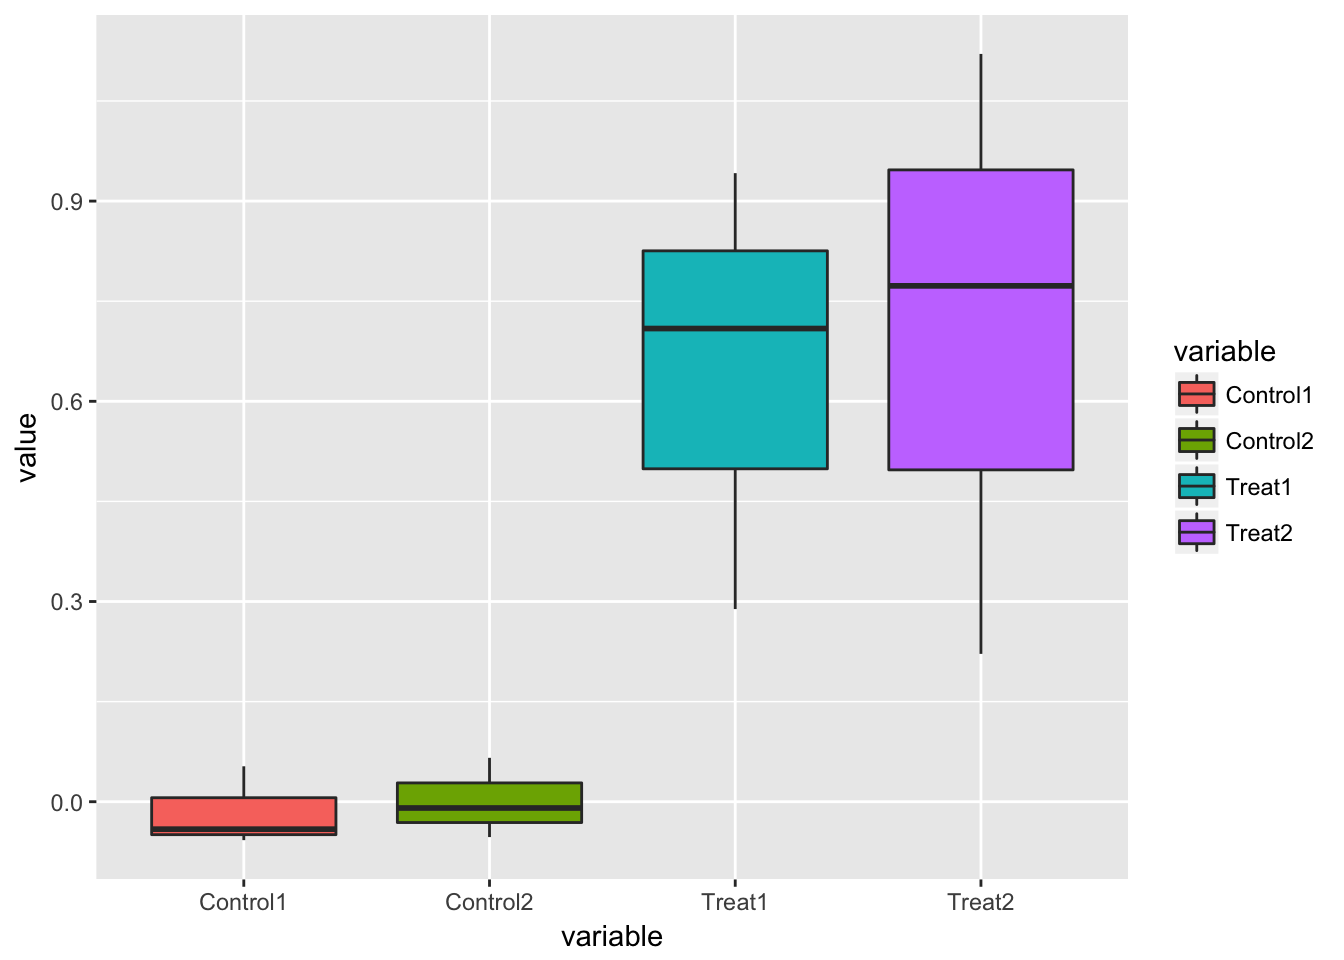 value
0.9
0.6
0.3
0.0
Control1
Control2
Treat1
Treat2
variable
variable
Control1
Control2
Treat1
Treat2